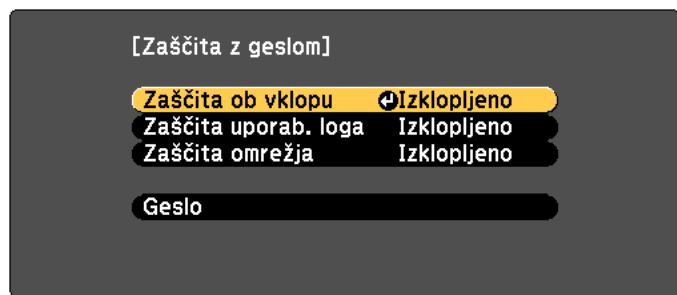 [Zaščita z geslom]
Zaščita ob vklopu Izklopljeno
Zaščita uporab. loga Izklopljeno
Zaščita omrežja Izklopljeno
Geslo